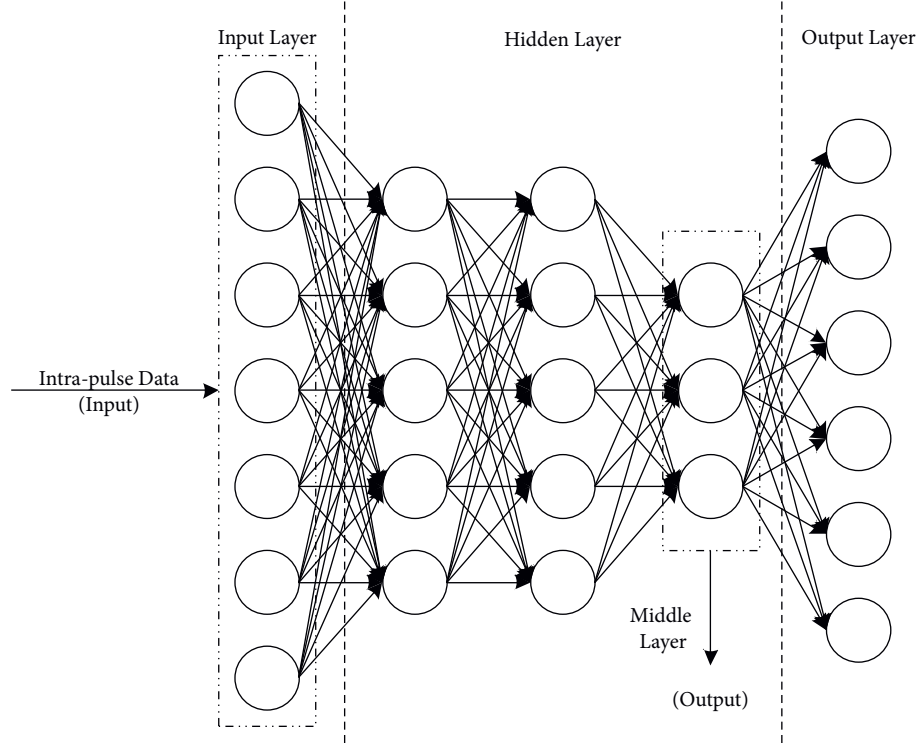 Input Layer
Hidden Layer
Output Layer
Intra-pulse Data
(Input)
Middle
Layer
(Output)